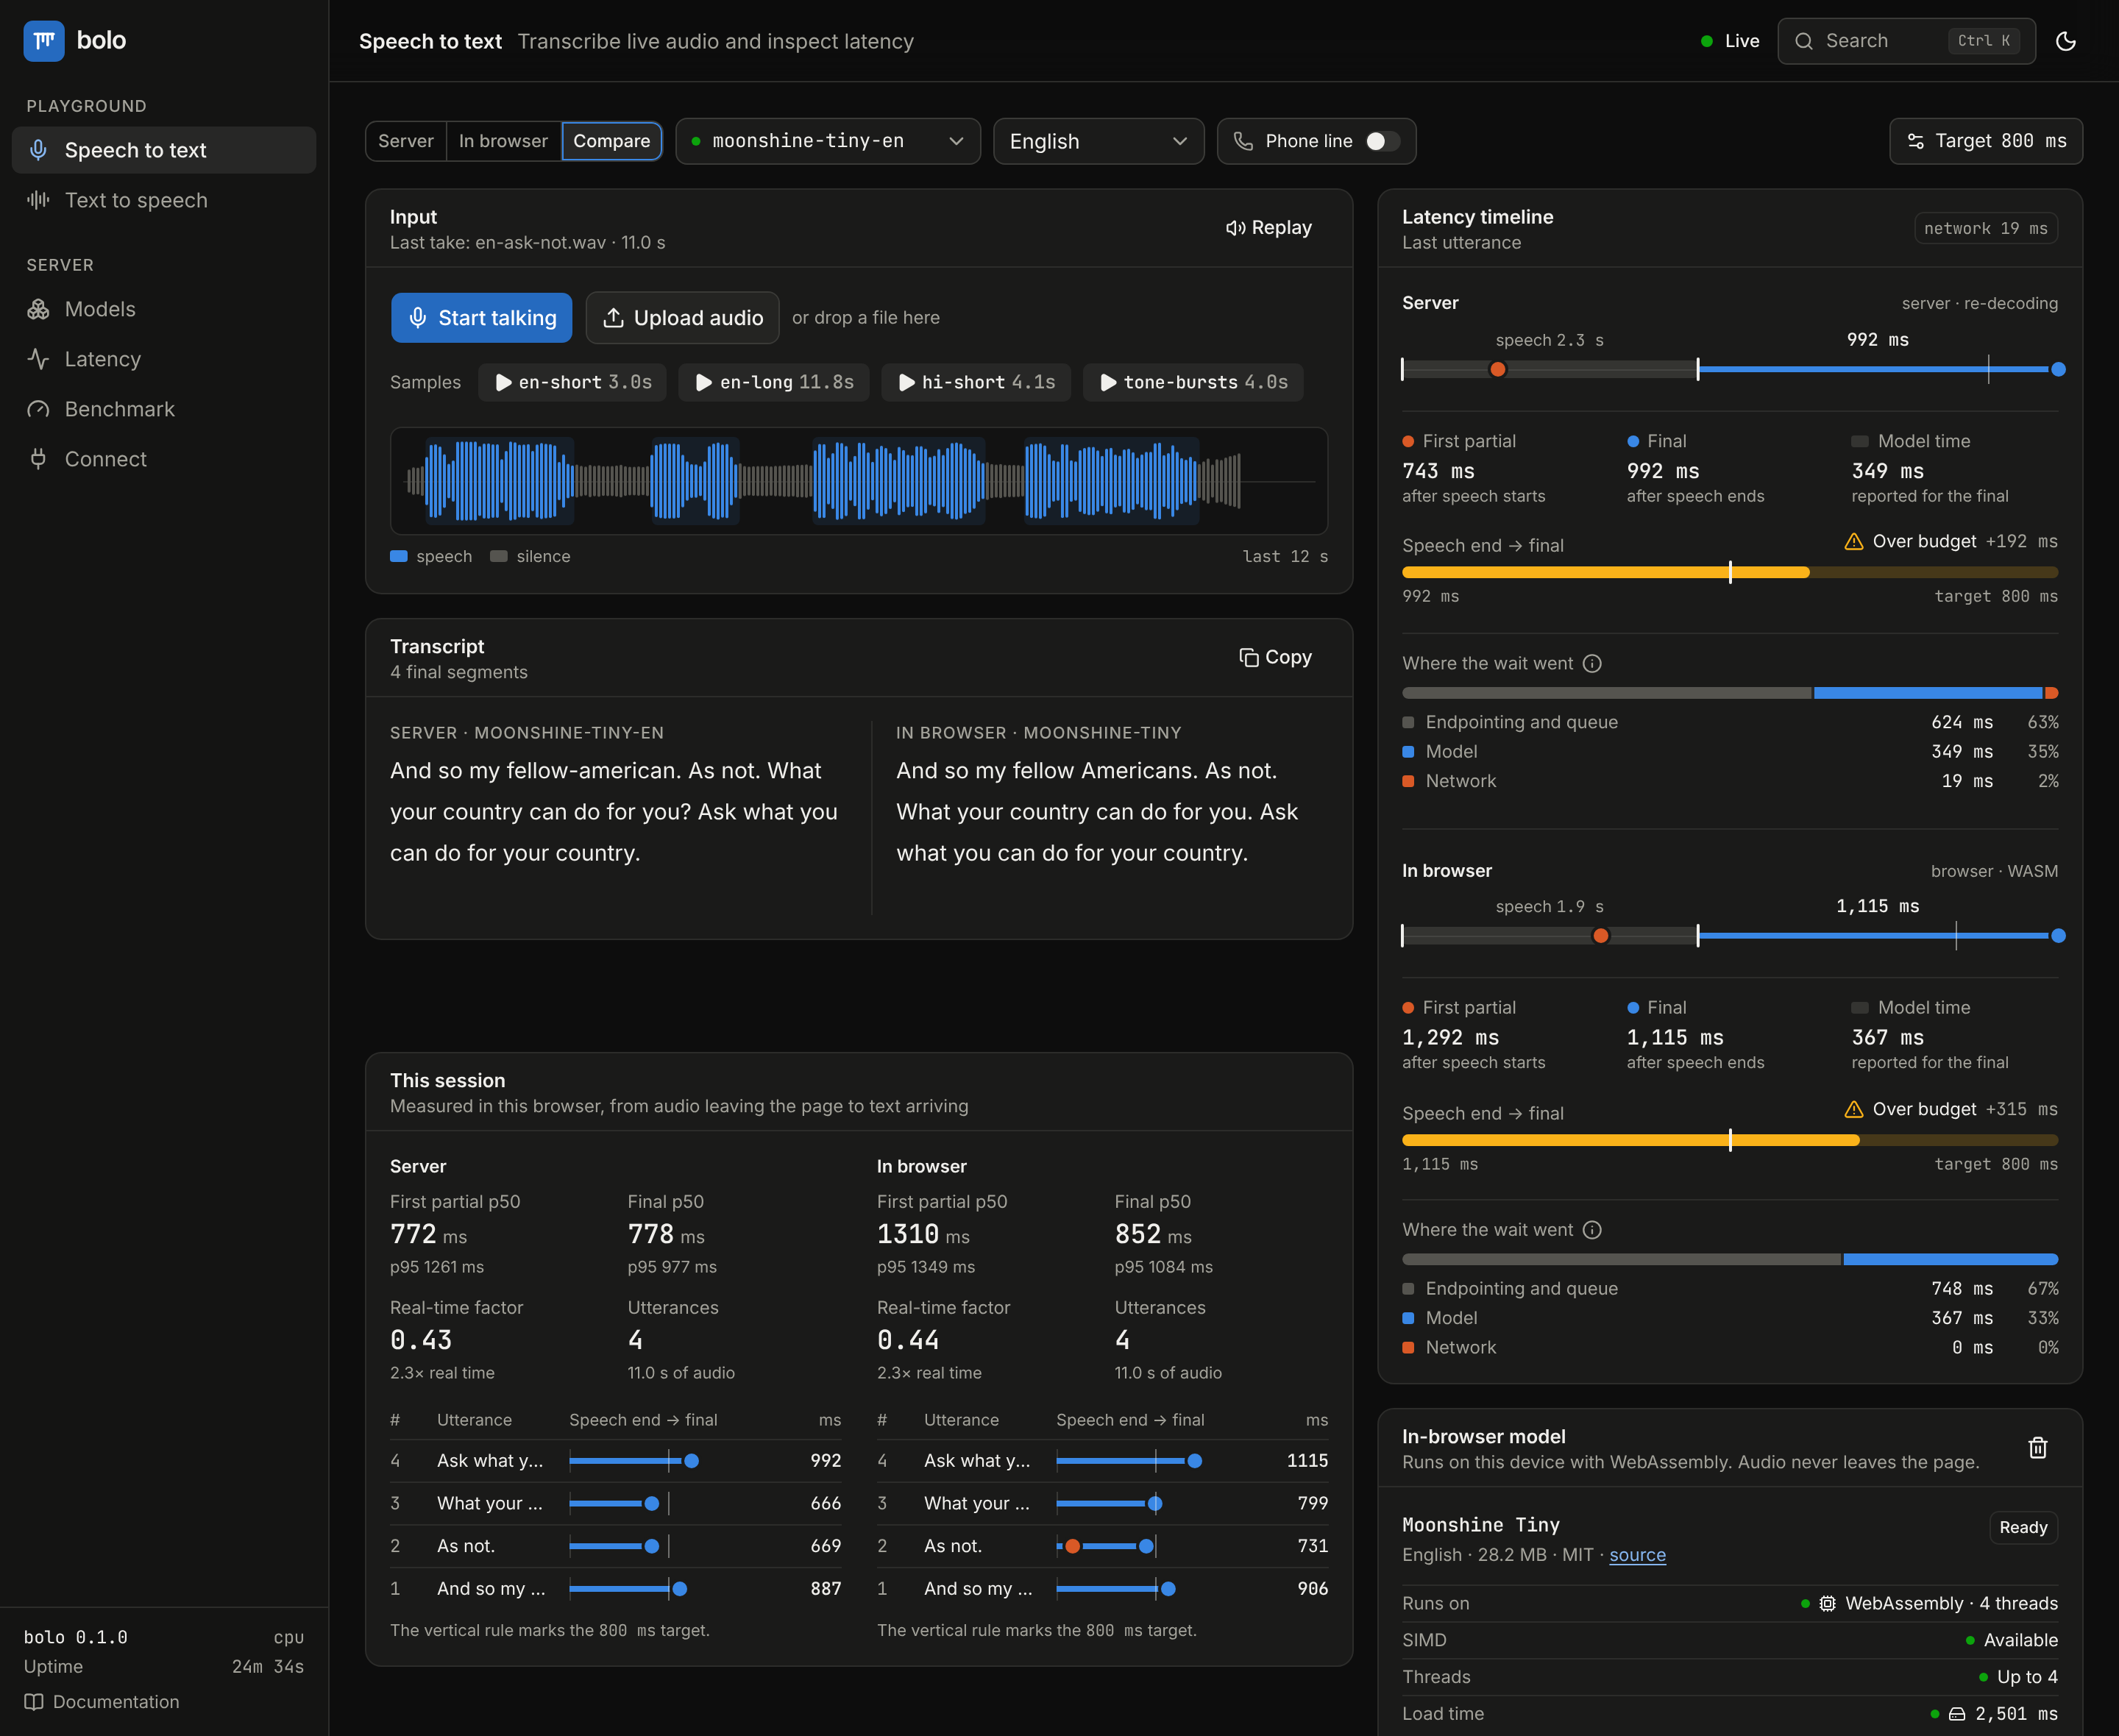 bolo
PLAYGROUND
Speech to text
Text to speech
SERVER
Models
Latency
Benchmark
Connect
bolo 0.1.0 cpu
Uptime 24m 34s
Documentation
Speech to text Transcribe live audio and inspect latency
Live
Search Ctrl K
Server In browser Compare
moonshine-tiny-en
English
Phone line
Target 800 ms
Input
Last take: en-ask-not.wav · 11.0 s
Replay
Start talking
Upload audio
or drop a file here
Samples en-short 3.0s en-long 11.8s hi-short 4.1s tone-bursts 4.0s
speech silence last 12 s
Transcript
4 final segments
Copy
SERVER · MOONSHINE-TINY-EN
And so my fellow-american. As not. What
your country can do for you? Ask what you
can do for your country.
IN BROWSER · MOONSHINE-TINY
And so my fellow Americans. As not.
What your country can do for you. Ask
what you can do for your country.
This session
Measured in this browser, from audio leaving the page to text arriving
Server
First partial p50 Final p50
772 ms 778 ms
p95 1261 ms p95 977 ms
Real-time factor Utterances
0.43 4
2.3× real time 11.0 s of audio
# Utterance Speech end → final ms
4 Ask what y... 992
3 What your ... 666
2 As not. 669
1 And so my ... 887
The vertical rule marks the 800 ms target.
In browser
First partial p50 Final p50
1310 ms 852 ms
p95 1349 ms p95 1084 ms
Real-time factor Utterances
0.44 4
2.3× real time 11.0 s of audio
# Utterance Speech end → final ms
4 Ask what y... 1115
3 What your ... 799
2 As not. 731
1 And so my ... 906
The vertical rule marks the 800 ms target.
Latency timeline
Last utterance
network 19 ms
Server server · re-decoding
speech 2.3 s 992 ms
First partial Final Model time
743 ms 992 ms 349 ms
after speech starts after speech ends reported for the final
Speech end → final Over budget +192 ms
992 ms target 800 ms
Where the wait went
Endpointing and queue 624 ms 63%
Model 349 ms 35%
Network 19 ms 2%
In browser browser · WASM
speech 1.9 s 1,115 ms
First partial Final Model time
1,292 ms 1,115 ms 367 ms
after speech starts after speech ends reported for the final
Speech end → final Over budget +315 ms
1,115 ms target 800 ms
Where the wait went
Endpointing and queue 748 ms 67%
Model 367 ms 33%
Network 0 ms 0%
In-browser model
Runs on this device with WebAssembly. Audio never leaves the page.
Moonshine Tiny Ready
English · 28.2 MB · MIT · source
Runs on WebAssembly · 4 threads
SIMD Available
Threads Up to 4
Load time 2,501 ms